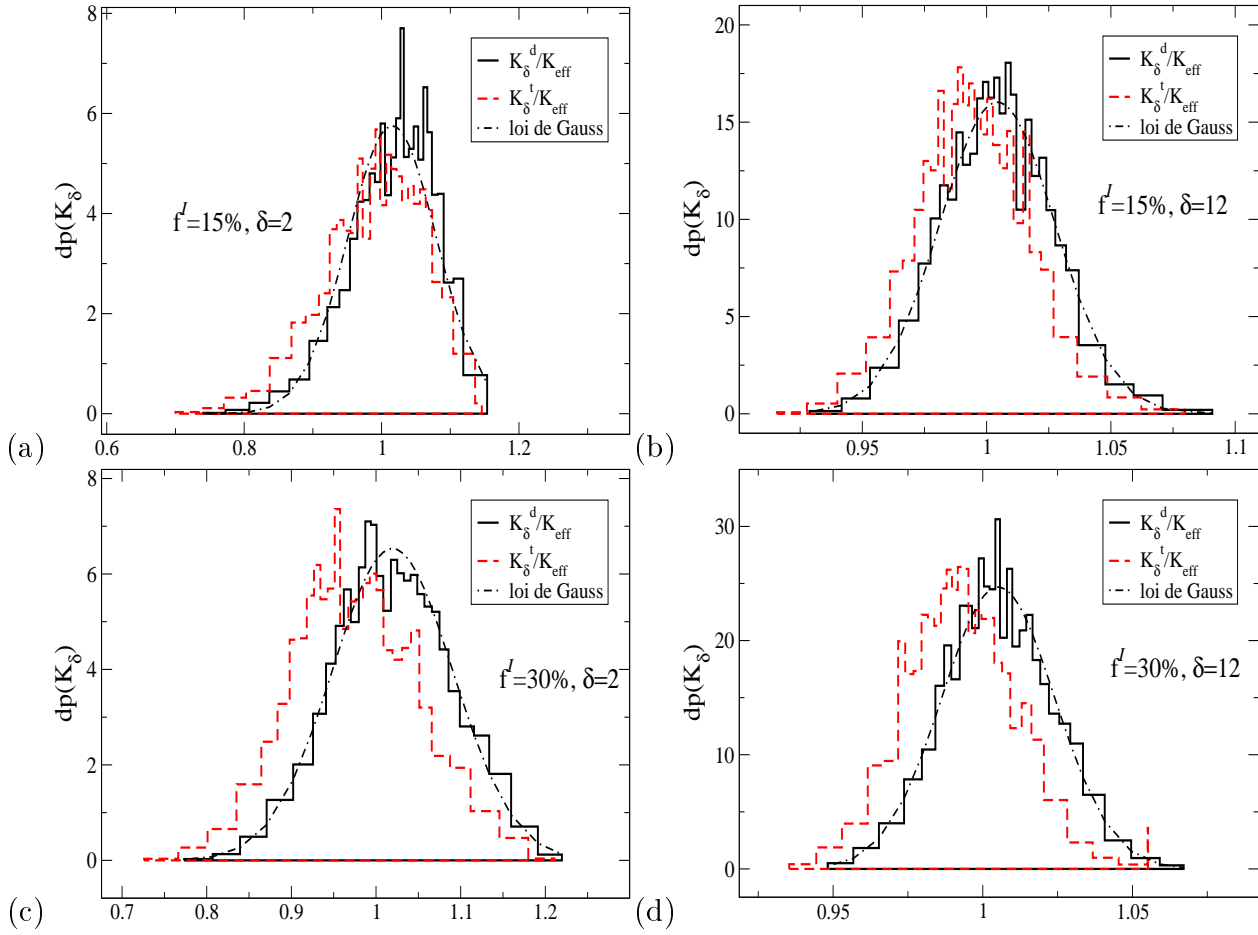 8
6
4
2
0
dp(K_δ)
K_δ^d/K_eff
K_δ^t/K_eff
loi de Gauss
f^I=15%, δ=2
(a)
0.6 0.8 1 1.2
20
15
10
5
0
dp(K_δ)
K_δ^d/K_eff
K_δ^t/K_eff
loi de Gauss
f^I=15%, δ=12
(b)
0.95 1 1.05 1.1
8
6
4
2
0
dp(K_δ)
K_δ^d/K_eff
K_δ^t/K_eff
loi de Gauss
f^I=30%, δ=2
(c)
0.7 0.8 0.9 1 1.1 1.2
30
20
10
0
dp(K_δ)
K_δ^d/K_eff
K_δ^t/K_eff
loi de Gauss
f^I=30%, δ=12
(d)
0.95 1 1.05